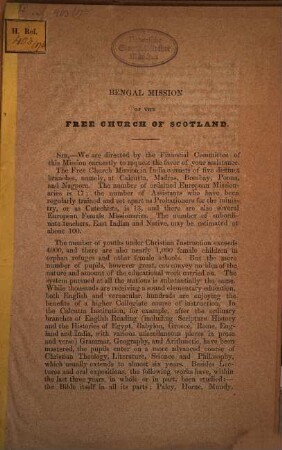 H. Ref.
BENGAL MISSION
OF THE
FREE CHURCH OF SCOTLAND.
SIR,—We are directed by the Financial Committee of
this Mission earnestly to request the favor of your assistance.
The Free Church Mission in India consists of five distinct
branches, namely, at Calcutta, Madras, Bombay, Puna,
and Nagpore. The number of ordained European Mission-
aries is 17; the number of Assistants who have been
regularly trained and set apart as Probationers for the minis-
try, or as Catechists, is 15, and there are also several
European Female Missionaries. The number of subordi-
nate teachers, East Indian and Native, may be estimated at
about 100.
The number of youths under Christian Instruction exceeds
4000, and there are also nearly 1,000 female children in
orphan refuges and other female schools. But the mere
number of pupils, however great, can convey no idea of the
nature and amount of the educational work carried on. The
system pursued at all the stations is substantially the same.
While thousands are receiving a sound elementary education,
both English and vernacular, hundreds are enjoying the
benefits of a higher Collegiate course of instruction. In
the Calcutta Institution, for example, after the ordinary
branches of English Reading (including Scripture History
and the Histories of Egypt, Babylon, Greece, Rome, Eng-
land and India, with various miscellaneous pieces in prose
and verse) Grammar, Geography, and Arithmetic, have been
mastered, the pupils enter on a more advanced course of
Christian Theology, Literature, Science and Philosophy,
which usually extends to almost six years. Besides Lec-
tures and oral expositions, the following works have, within
the last three years, in whole or in part, been studied:—
the Bible itself in all its parts; Paley, Horne, Mundy,